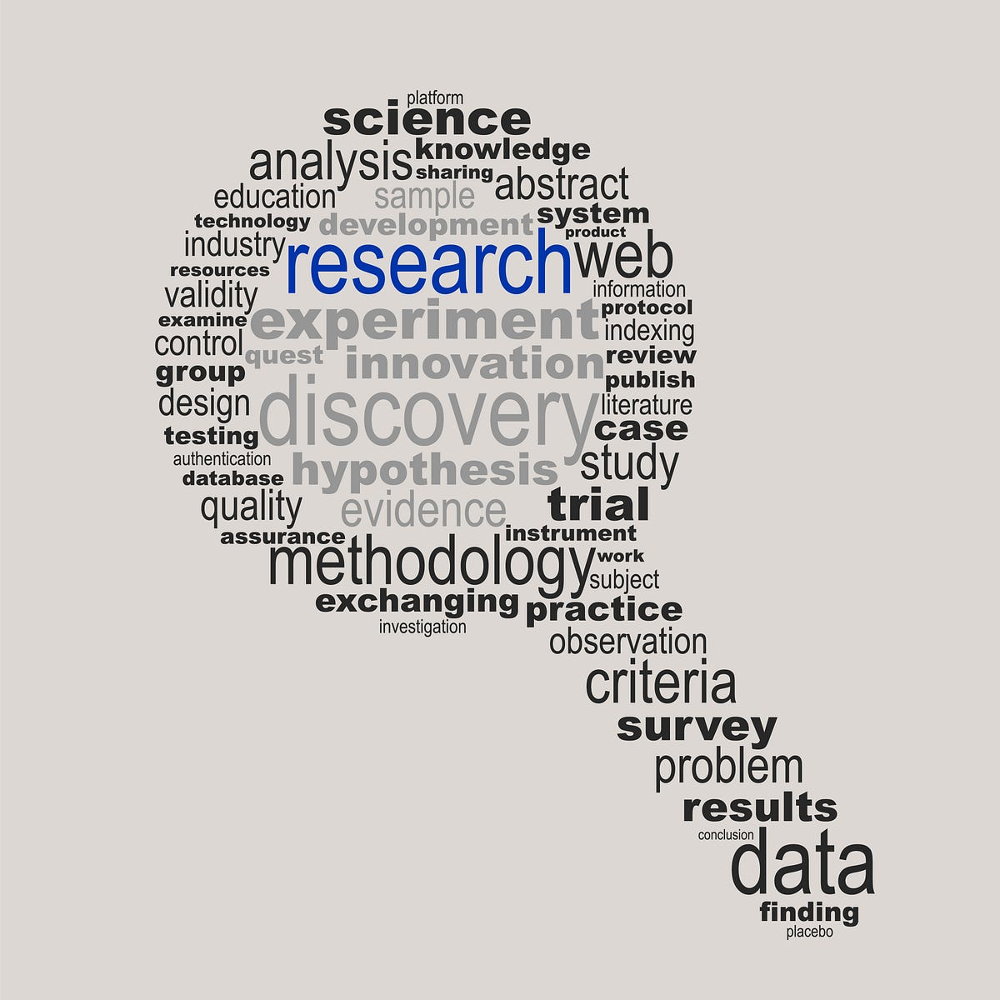 platform
science
analysis knowledge
sharing abstract
education sample
system
technology development
product
industry research web
resources
validity information
experiment protocol
examine indexing
control quest innovation review
group publish
design discovery literature
testing case
authentication hypothesis study
database
quality evidence trial
assurance instrument
methodology work
subject
exchanging practice
investigation
observation
criteria
survey
problem
results
conclusion
data
finding
placebo